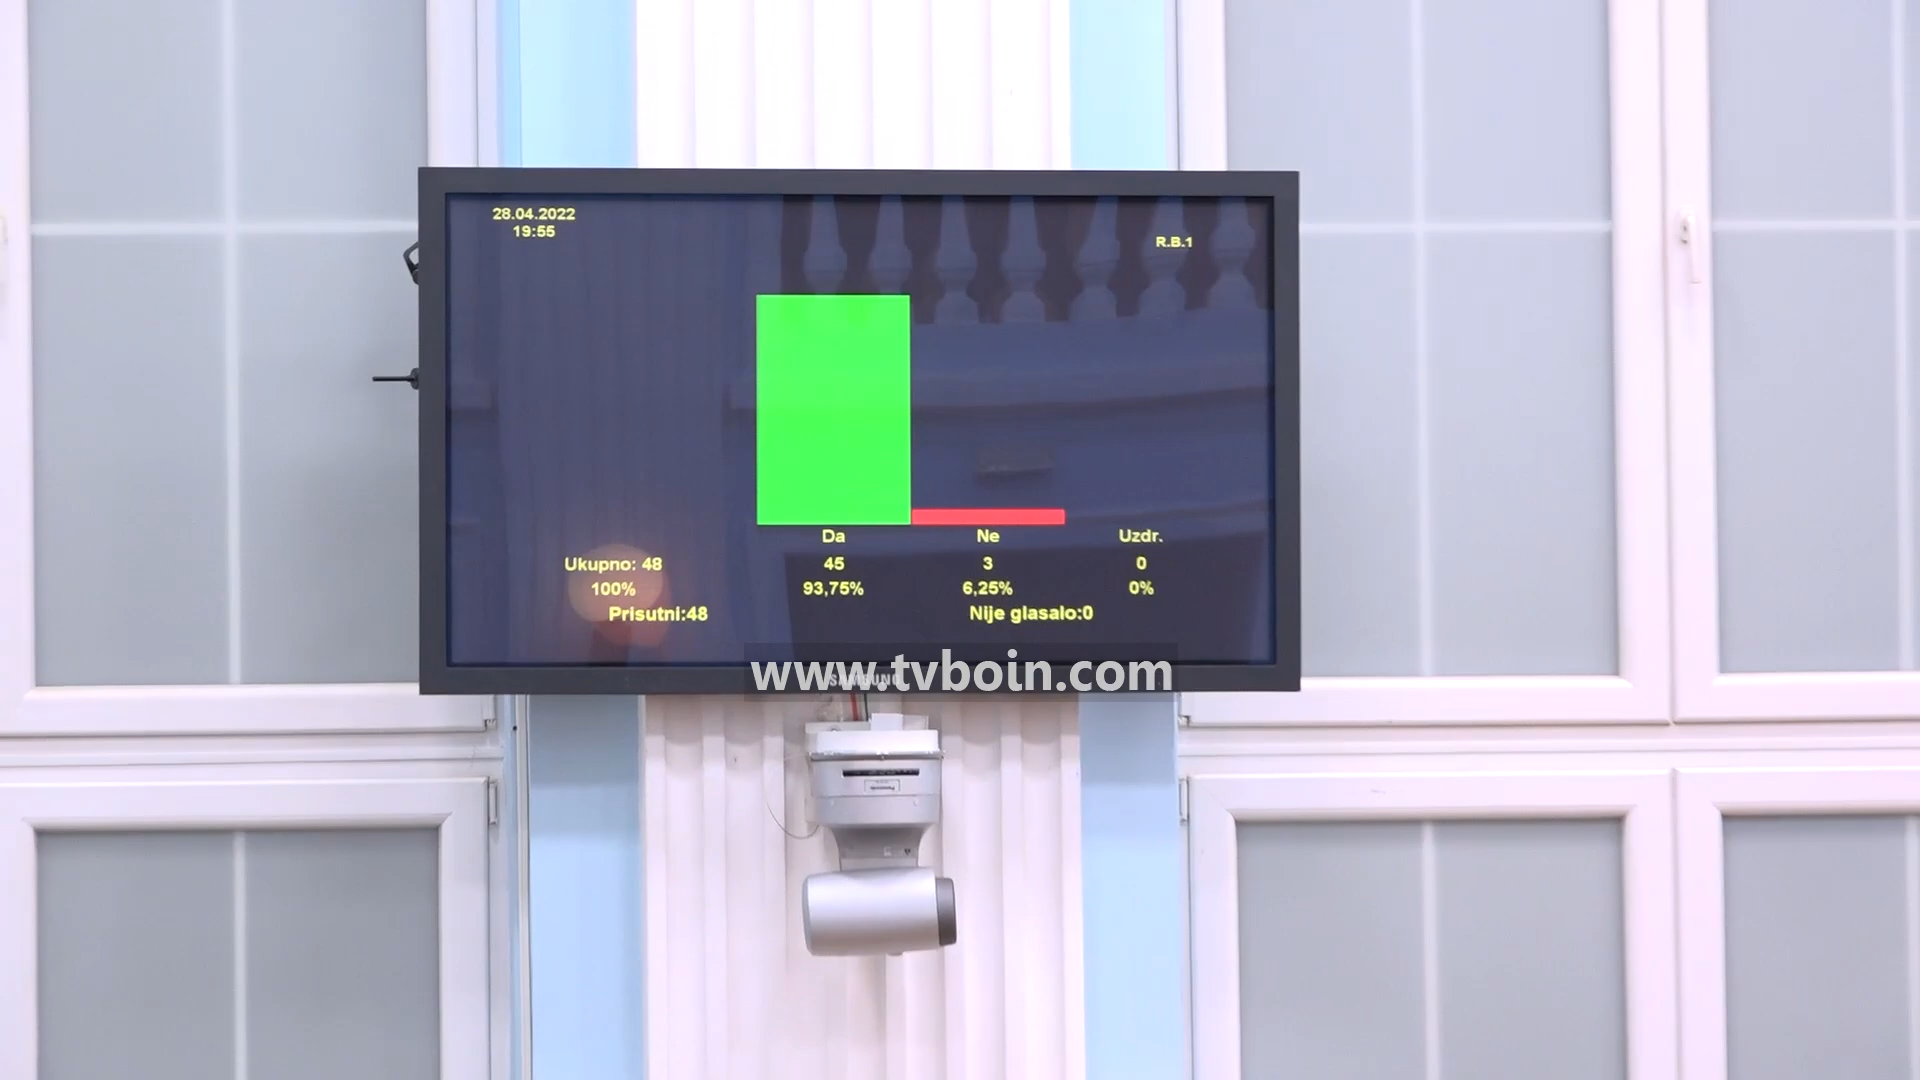 28.04.2022
19:55
R.B.1
Da
Ne
Uzdr.
Ukupno: 48
45
3
0
100%
93,75%
6,25%
0%
Prisutni:48
Nije glasalo:0
SAMSUNG
www.tvboin.com